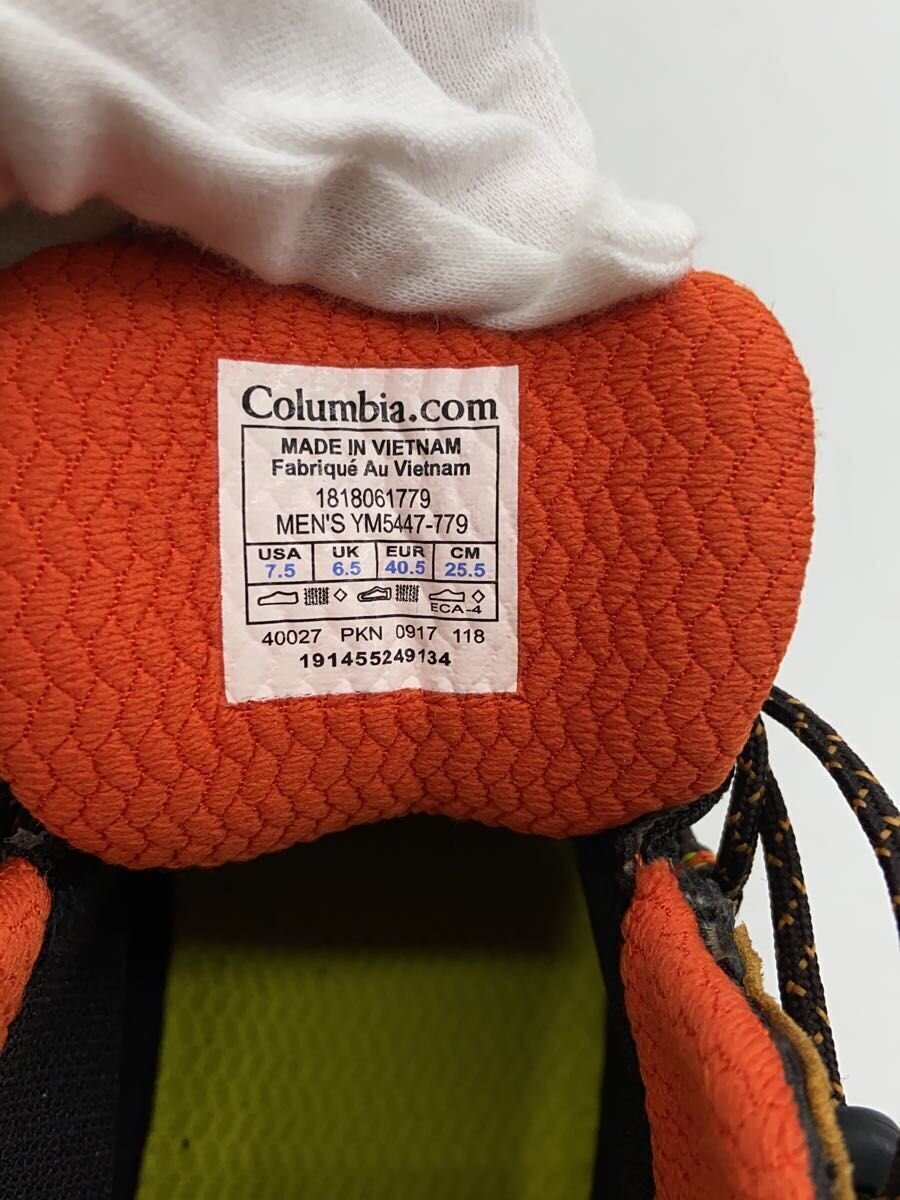 Columbia.com
MADE IN VIETNAM
Fabriqué Au Vietnam
1818061779
MEN'S YM5447-779
USA UK EUR CM
7.5 6.5 40.5 25.5
ECA-4
40027 PKN 0917 118
191455249134